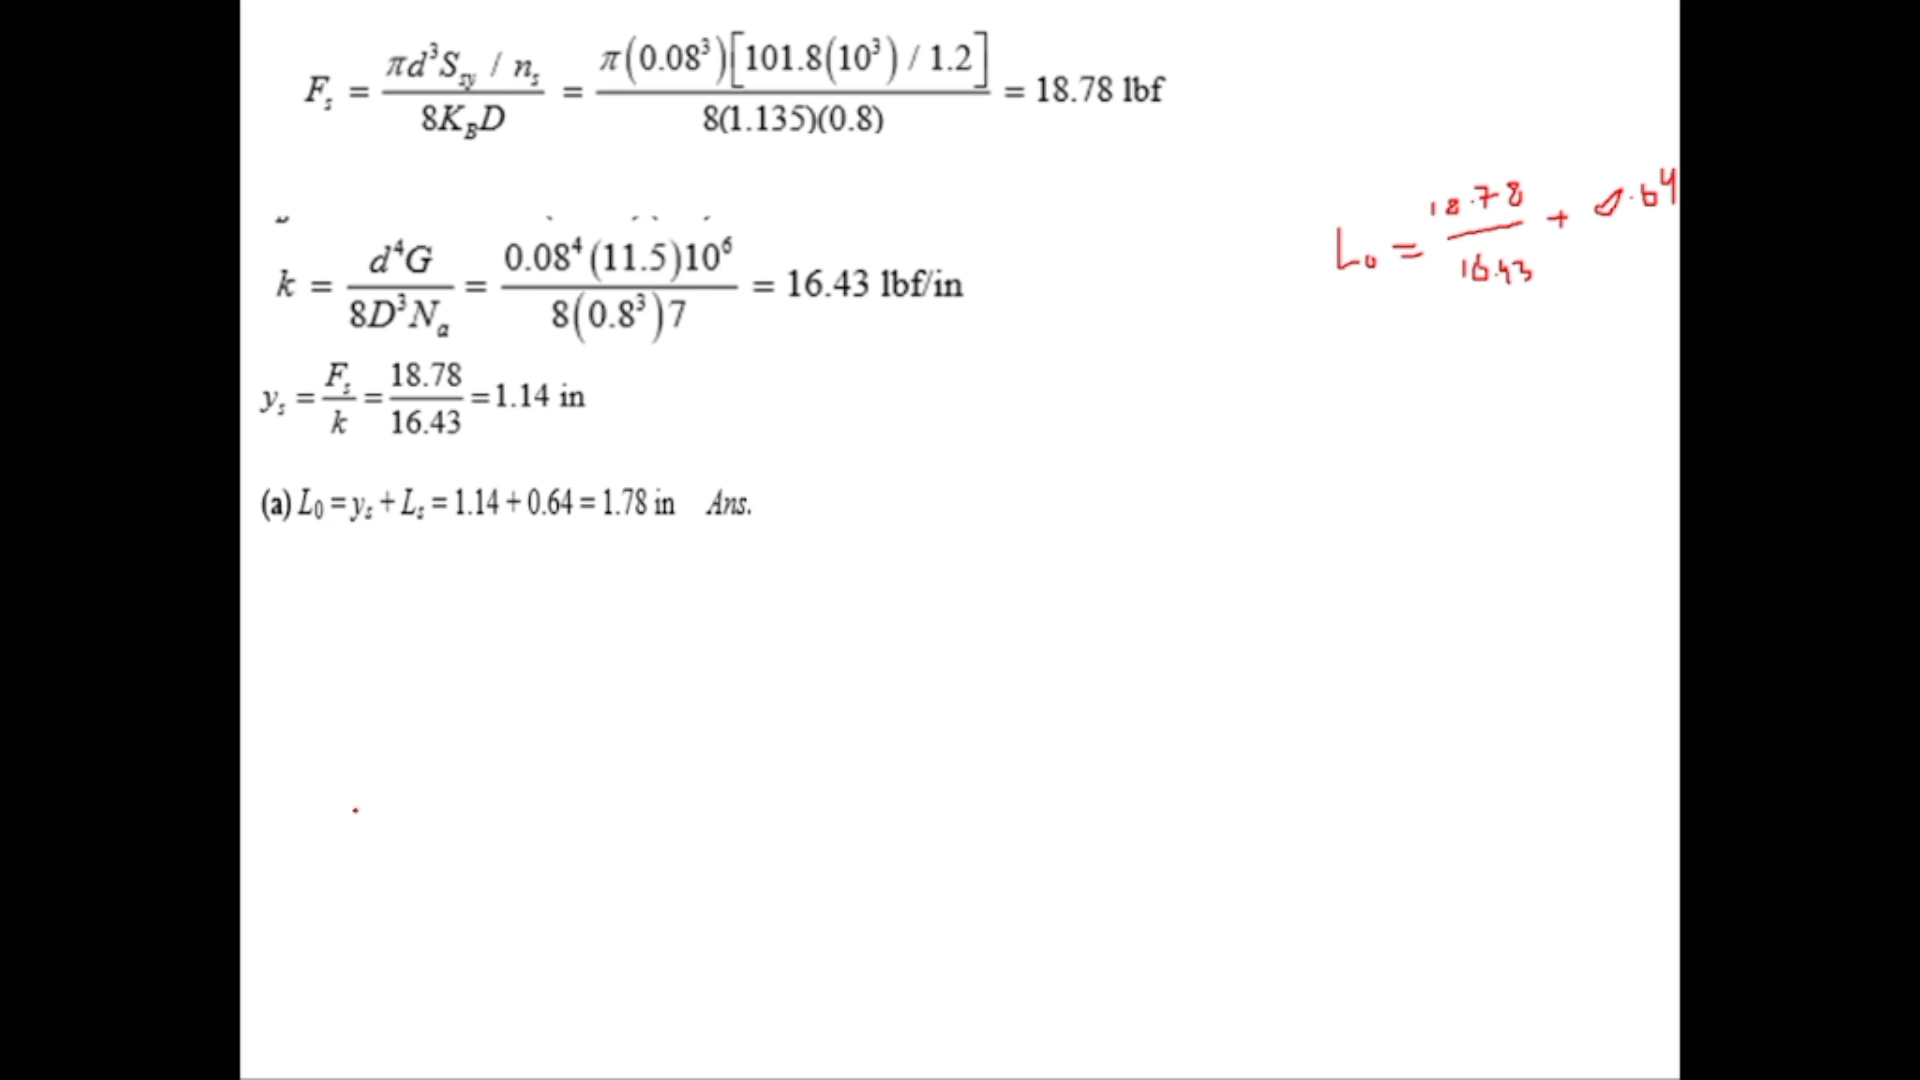 F_s = πd³S_sy / n_s / 8K_B D = π(0.08³)[101.8(10³) / 1.2] / 8(1.135)(0.8) = 18.78 lbf
L₀ = 18.78 / 16.43 + 0.64
k = d⁴G / 8D³N_a = 0.08⁴(11.5)10⁶ / 8(0.8³)7 = 16.43 lbf/in
y_s = F_s / k = 18.78 / 16.43 = 1.14 in
(a) L₀ = y_s + L_s = 1.14 + 0.64 = 1.78 in Ans.